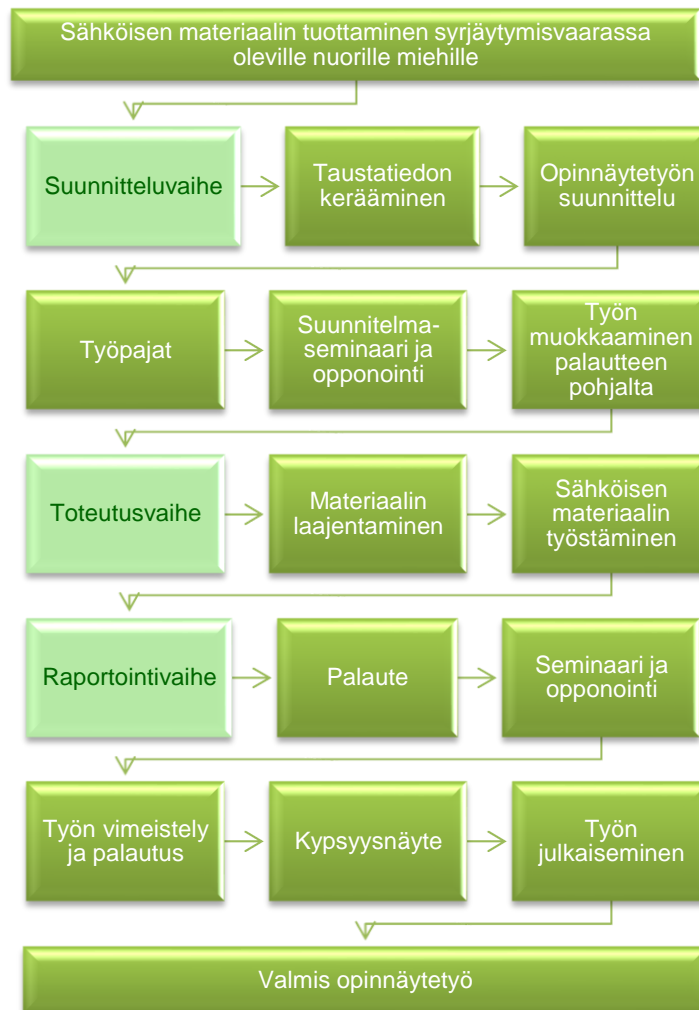 Sähköisen materiaalin tuottaminen syrjäytymisvaarassa
oleville nuorille miehille
Suunnitteluvaihe
Taustatiedon
kerääminen
Opinnäytetyön
suunnittelu
Työpajat
Suunnitelma-
seminaari ja
opponointi
Työn
muokkaaminen
palautteen
pohjalta
Toteutusvaihe
Materiaalin
laajentaminen
Sähköisen
materiaalin
työstäminen
Raportointivaihe
Palaute
Seminaari ja
opponointi
Työn vimeistely
ja palautus
Kypsyysnäyte
Työn
julkaiseminen
Valmis opinnäytetyö